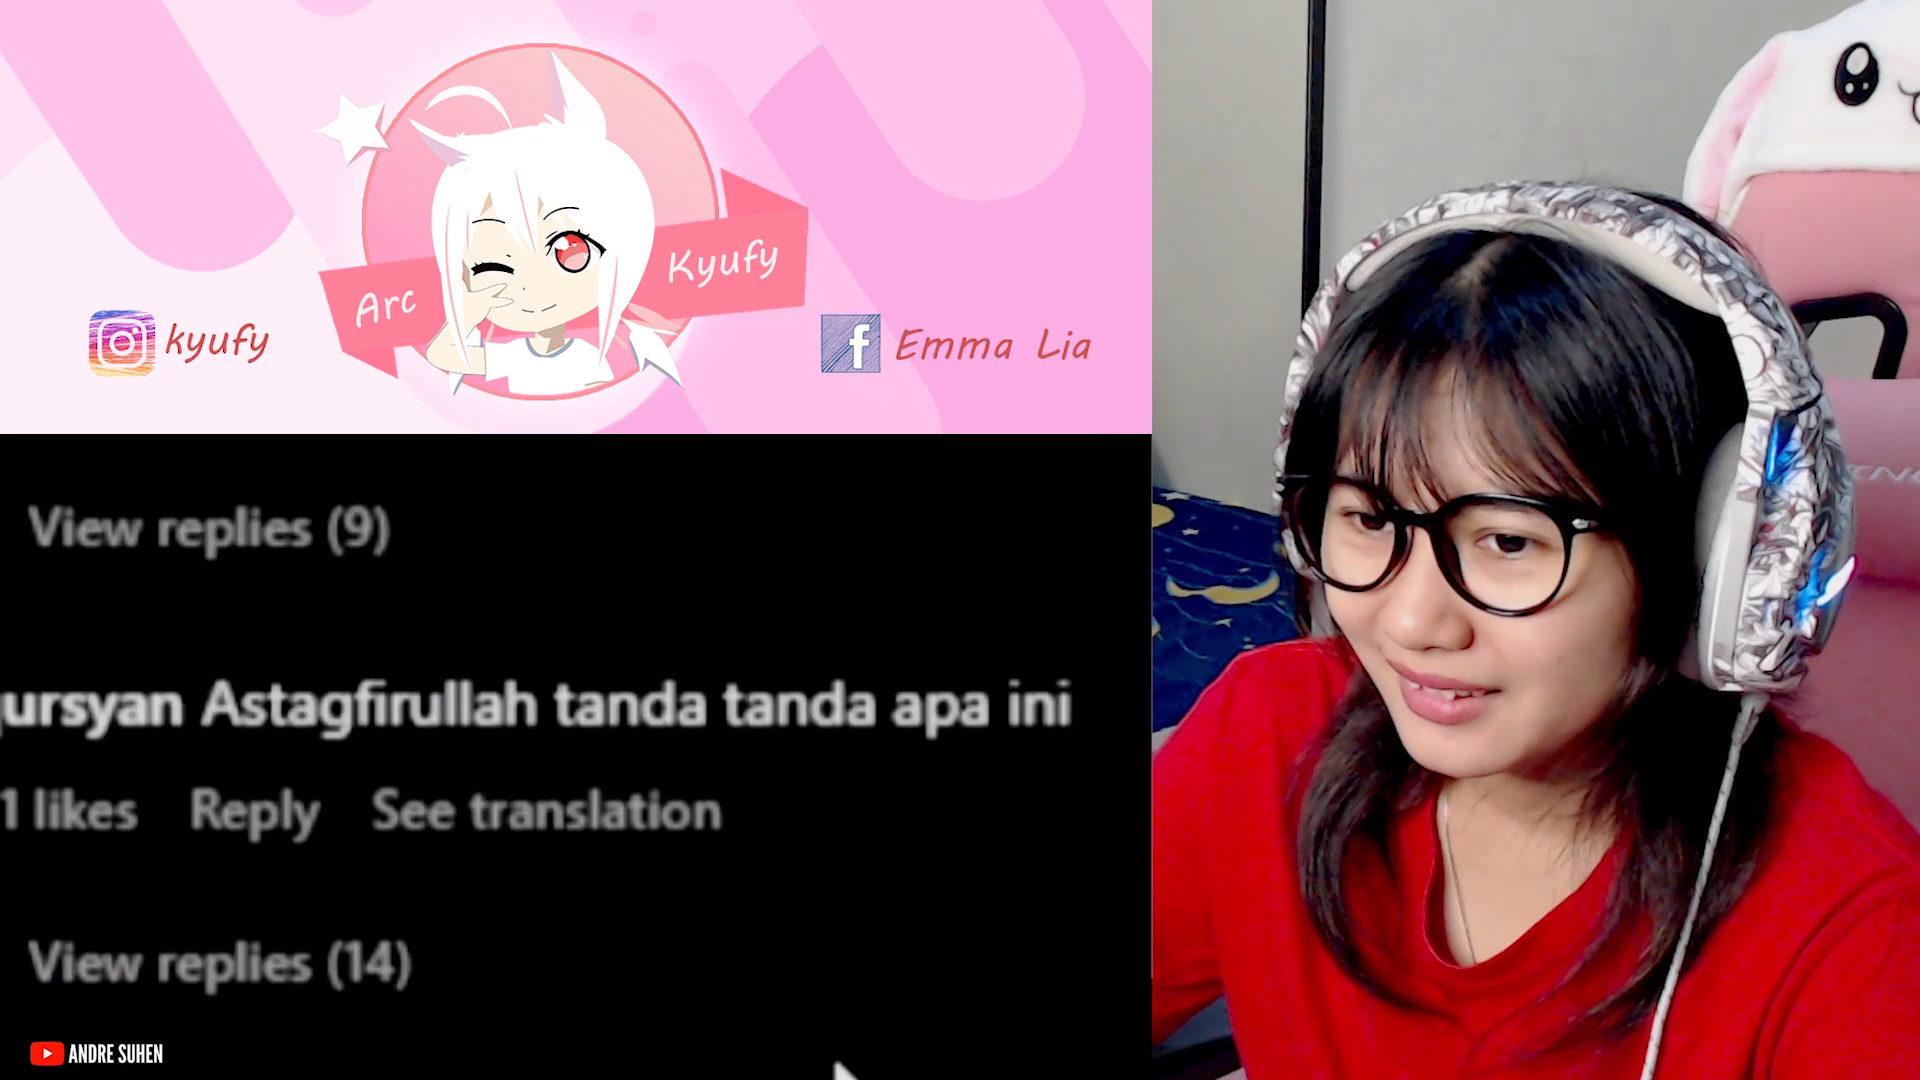 Arc Kyufy
kyufy
Emma Lia
View replies (9)
ursyan Astagfirullah tanda tanda apa ini
1 likes Reply See translation
View replies (14)
ANDRE SUHEN